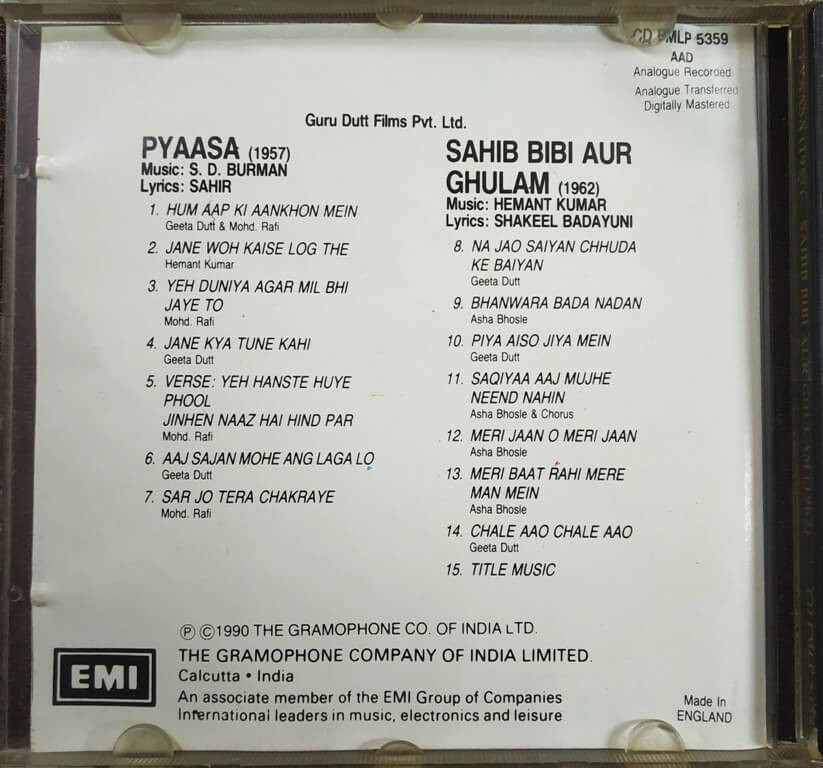 CD PMLP 5359
AAD
Analogue Recorded
Analogue Transferred
Digitally Mastered
Guru Dutt Films Pvt. Ltd.
PYAASA (1957)
Music: S. D. BURMAN
Lyrics: SAHIR
1. HUM AAP KI AANKHON MEIN
Geeta Dutt & Mohd. Rafi
2. JANE WOH KAISE LOG THE
Hemant Kumar
3. YEH DUNIYA AGAR MIL BHI
JAYE TO
Mohd. Rafi
4. JANE KYA TUNE KAHI
Geeta Dutt
5. VERSE: YEH HANSTE HUYE
PHOOL
JINHEN NAAZ HAI HIND PAR
Mohd. Rafi
6. AAJ SAJAN MOHE ANG LAGA LO
Geeta Dutt
7. SAR JO TERA CHAKRAYE
Mohd. Rafi
SAHIB BIBI AUR
GHULAM (1962)
Music: HEMANT KUMAR
Lyrics: SHAKEEL BADAYUNI
8. NA JAO SAIYAN CHHUDA
KE BAIYAN
Geeta Dutt
9. BHANWARA BADA NADAN
Asha Bhosle
10. PIYA AISO JIYA MEIN
Geeta Dutt
11. SAQIYAA AAJ MUJHE
NEEND NAHIN
Asha Bhosle & Chorus
12. MERI JAAN O MERI JAAN
Asha Bhosle
13. MERI BAAT RAHI MERE
MAN MEIN
Asha Bhosle
14. CHALE AAO CHALE AAO
Geeta Dutt
15. TITLE MUSIC
Ⓟ ©1990 THE GRAMOPHONE CO. OF INDIA LTD.
THE GRAMOPHONE COMPANY OF INDIA LIMITED.
Calcutta • India
An associate member of the EMI Group of Companies
International leaders in music, electronics and leisure
EMI
Made In
ENGLAND